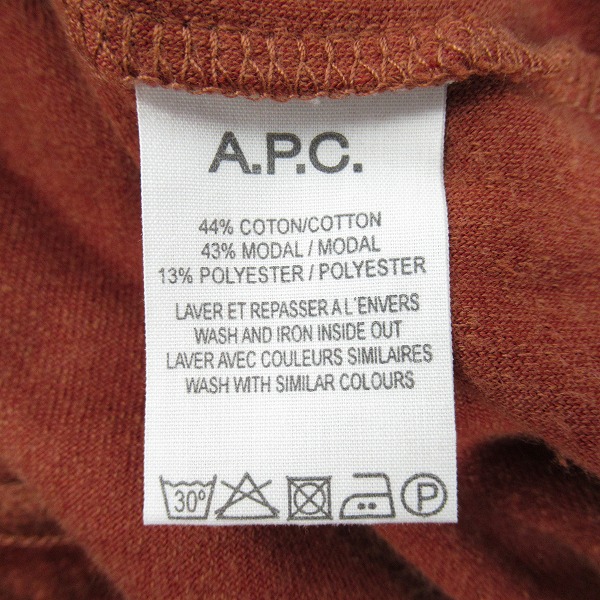 A.P.C.
44% COTON/COTTON
43% MODAL / MODAL
13% POLYESTER / POLYESTER
LAVER ET REPASSER A L'ENVERS
WASH AND IRON INSIDE OUT
LAVER AVEC COULEURS SIMILAIRES
WASH WITH SIMILAR COLOURS
30° P